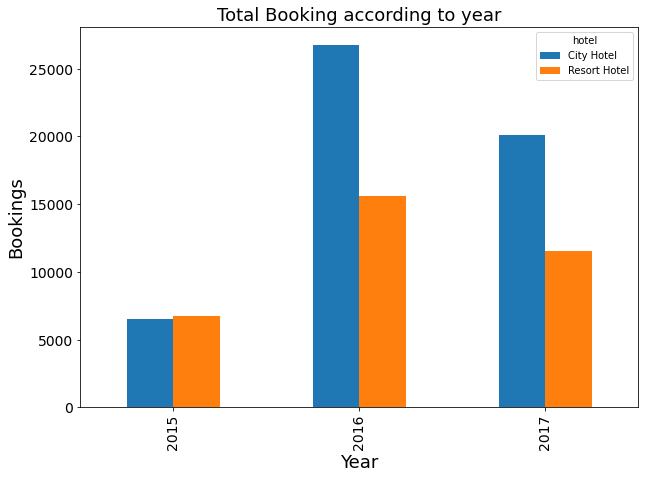 Total Booking according to year
hotel
City Hotel
Resort Hotel
Bookings
25000
20000
15000
10000
5000
0
2015
2016
2017
Year